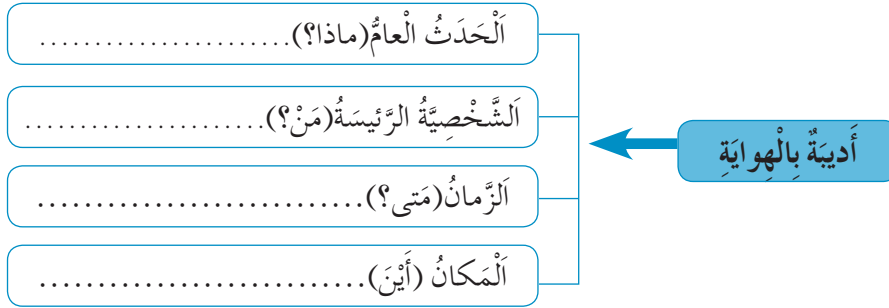 أَديبَةٌ بِالْهِوايَةِ
اَلْحَدَثُ الْعامُّ(ماذا؟)........................
اَلشَّخْصِيَّةُ الرَّئيسَةُ(مَنْ؟)......................
اَلزَّمانُ(مَتى؟)............................
اَلْمَكانُ (أَيْنَ)............................